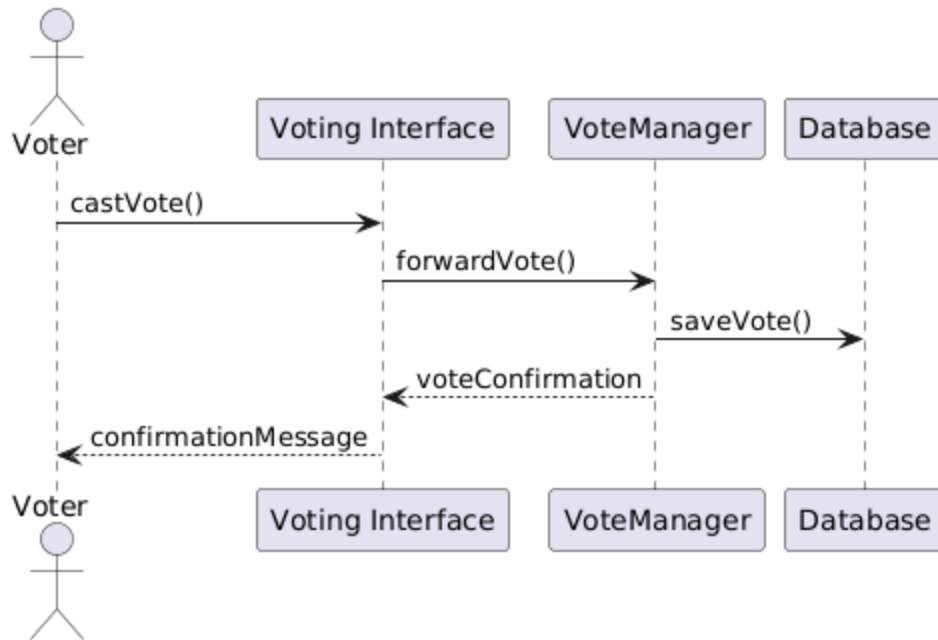 Voter
Voting Interface
VoteManager
Database
castVote()
forwardVote()
saveVote()
voteConfirmation
confirmationMessage
Voter
Voting Interface
VoteManager
Database